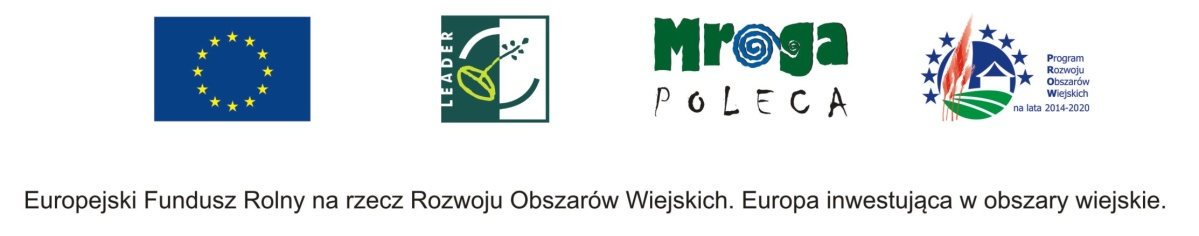 LEADER
Mroga
POLECA
Program
Rozwoju
Obszarów
Wiejskich
na lata 2014-2020
Europejski Fundusz Rolny na rzecz Rozwoju Obszarów Wiejskich. Europa inwestująca w obszary wiejskie.